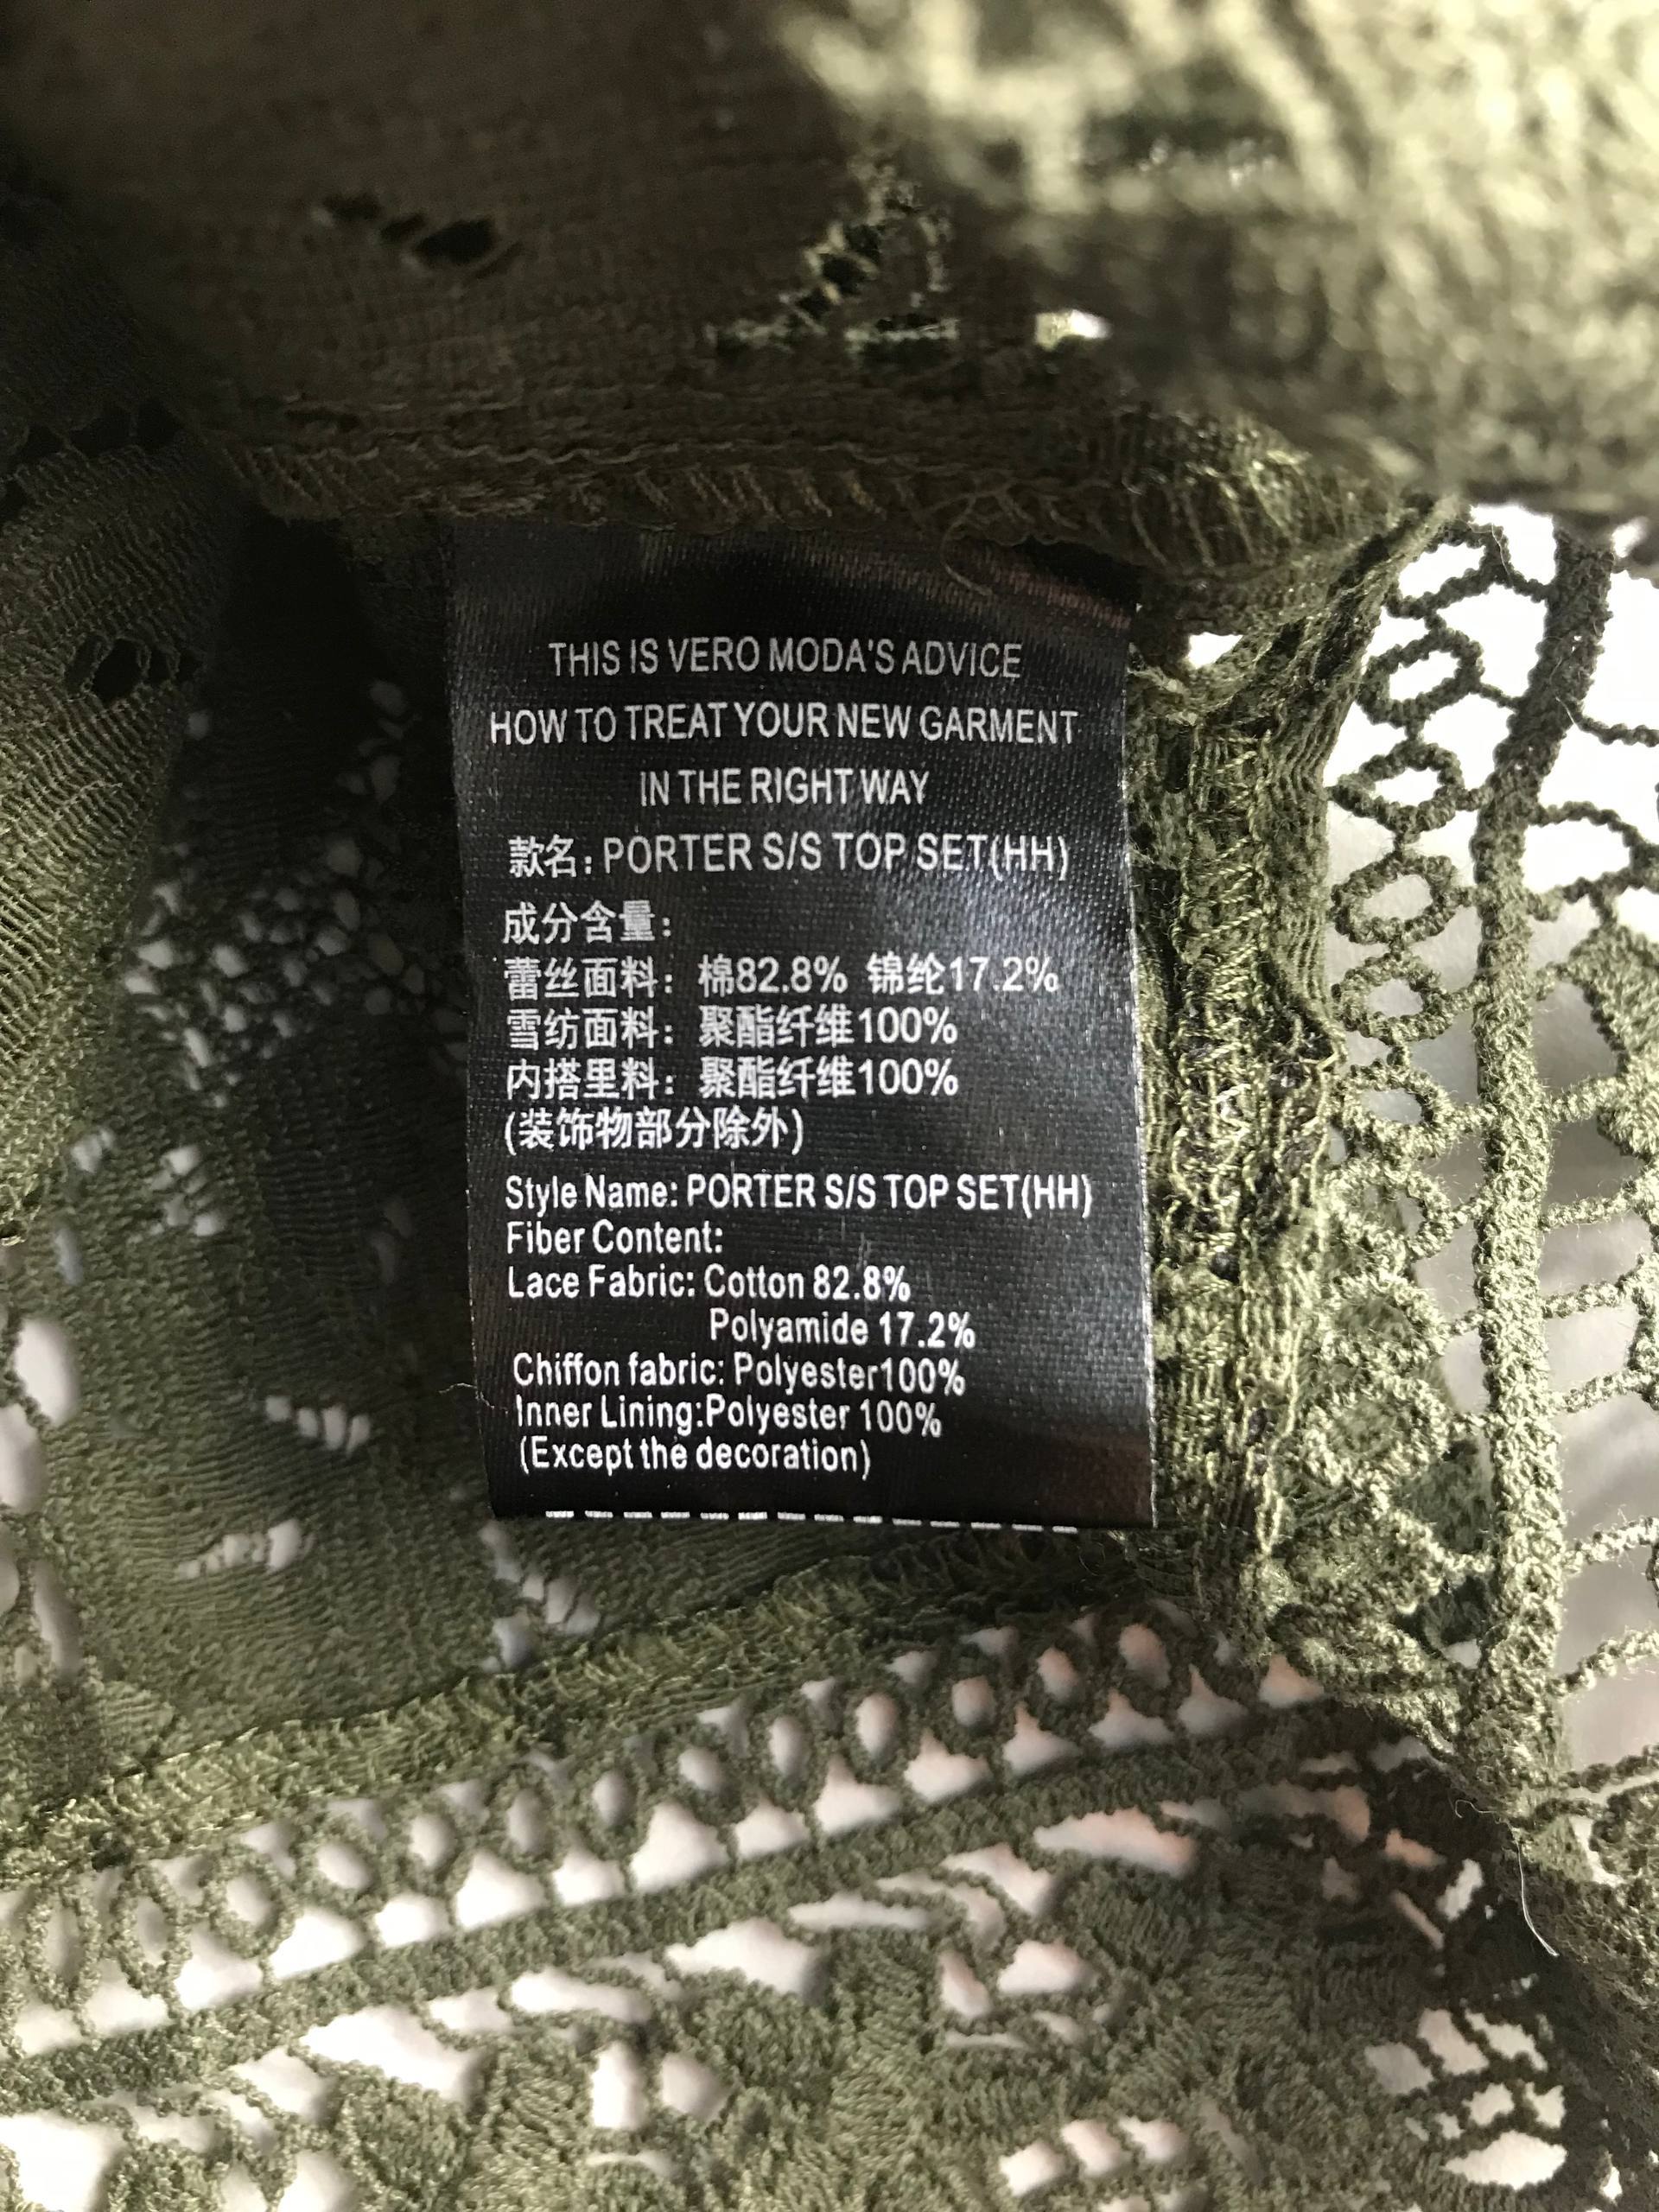 THIS IS VERO MODA'S ADVICE
HOW TO TREAT YOUR NEW GARMENT
IN THE RIGHT WAY
款名：PORTER S/S TOP SET(HH)
成分含量：
蕾丝面料：棉82.8% 锦纶17.2%
雪纺面料：聚酯纤维100%
内搭里料：聚酯纤维100%
(装饰物部分除外)
Style Name: PORTER S/S TOP SET(HH)
Fiber Content:
Lace Fabric: Cotton 82.8%
Polyamide 17.2%
Chiffon fabric: Polyester100%
Inner Lining:Polyester 100%
(Except the decoration)